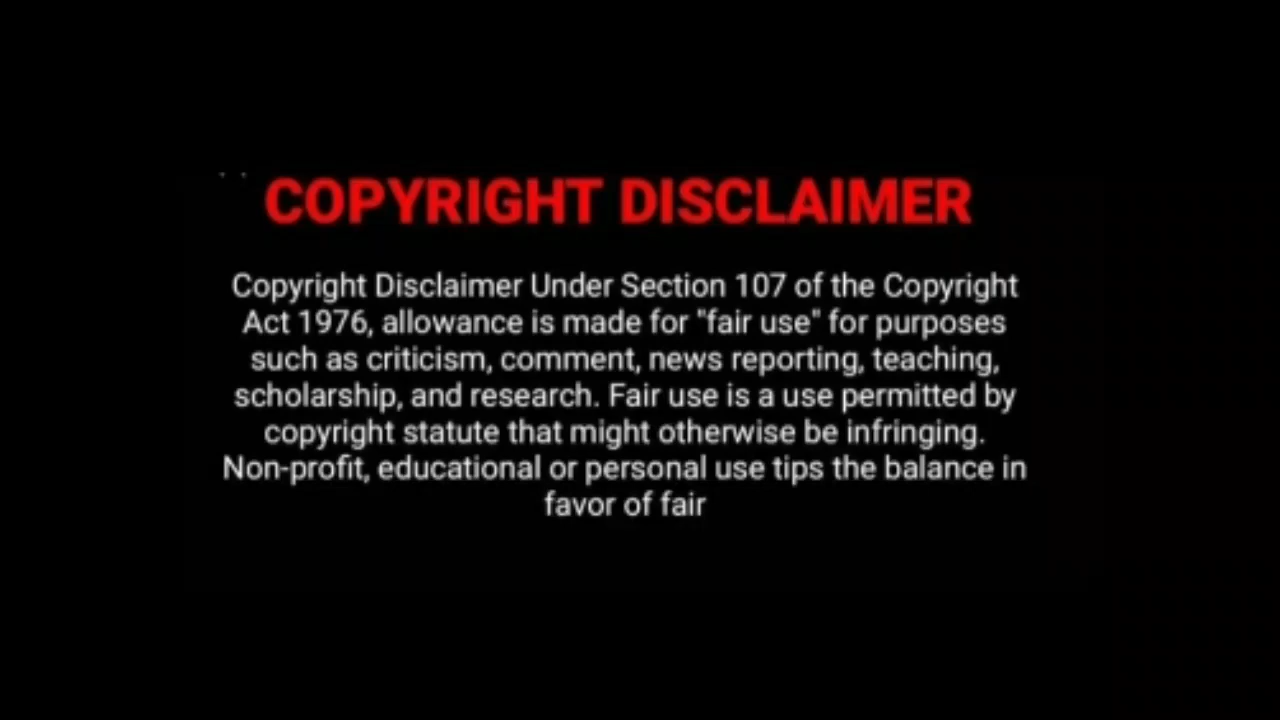 COPYRIGHT DISCLAIMER
Copyright Disclaimer Under Section 107 of the Copyright
Act 1976, allowance is made for "fair use" for purposes
such as criticism, comment, news reporting, teaching,
scholarship, and research. Fair use is a use permitted by
copyright statute that might otherwise be infringing.
Non-profit, educational or personal use tips the balance in
favor of fair